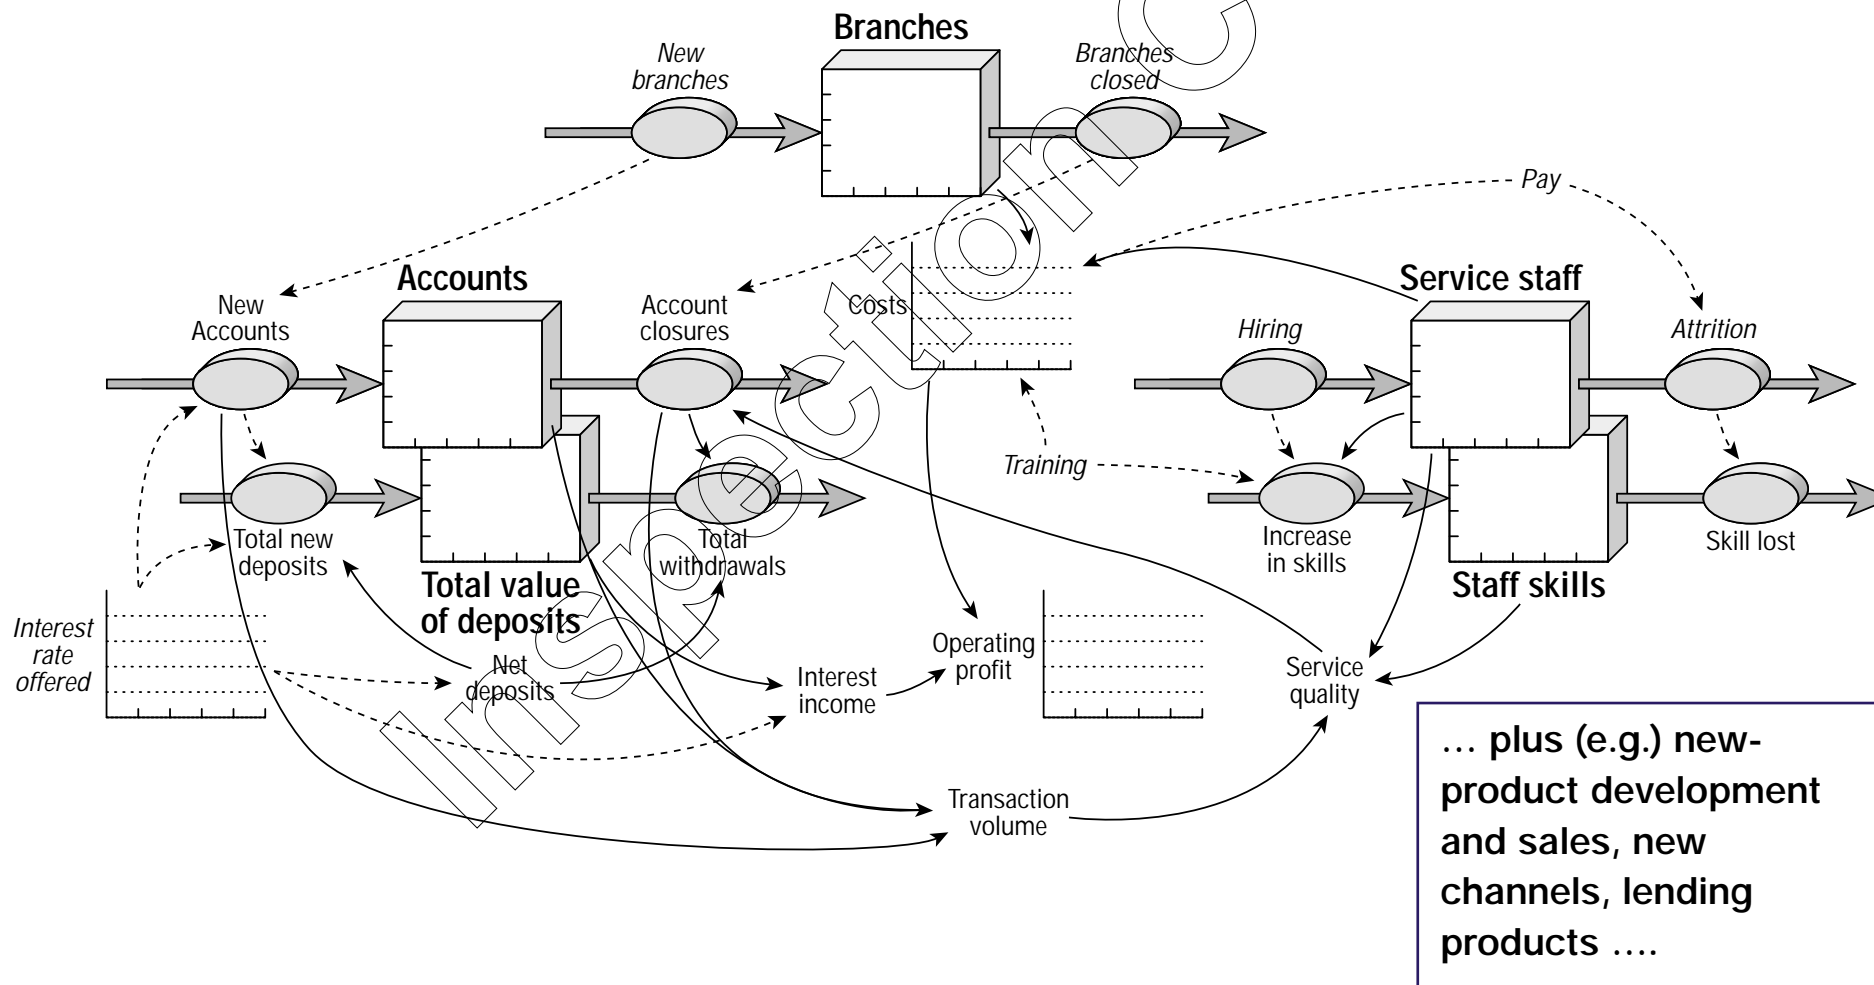 Branches
New
branches
Branches
closed
Pay
Accounts
New
Accounts
Account
closures
Costs
Service staff
Hiring
Attrition
Training
Total new
deposits
Total
withdrawals
Increase
in skills
Skill lost
Total value
of deposits
Staff skills
Interest
rate
offered
Net
deposits
Interest
income
Operating
profit
Service
quality
Transaction
volume
… plus (e.g.) new-
product development
and sales, new
channels, lending
products ….
Inspection C